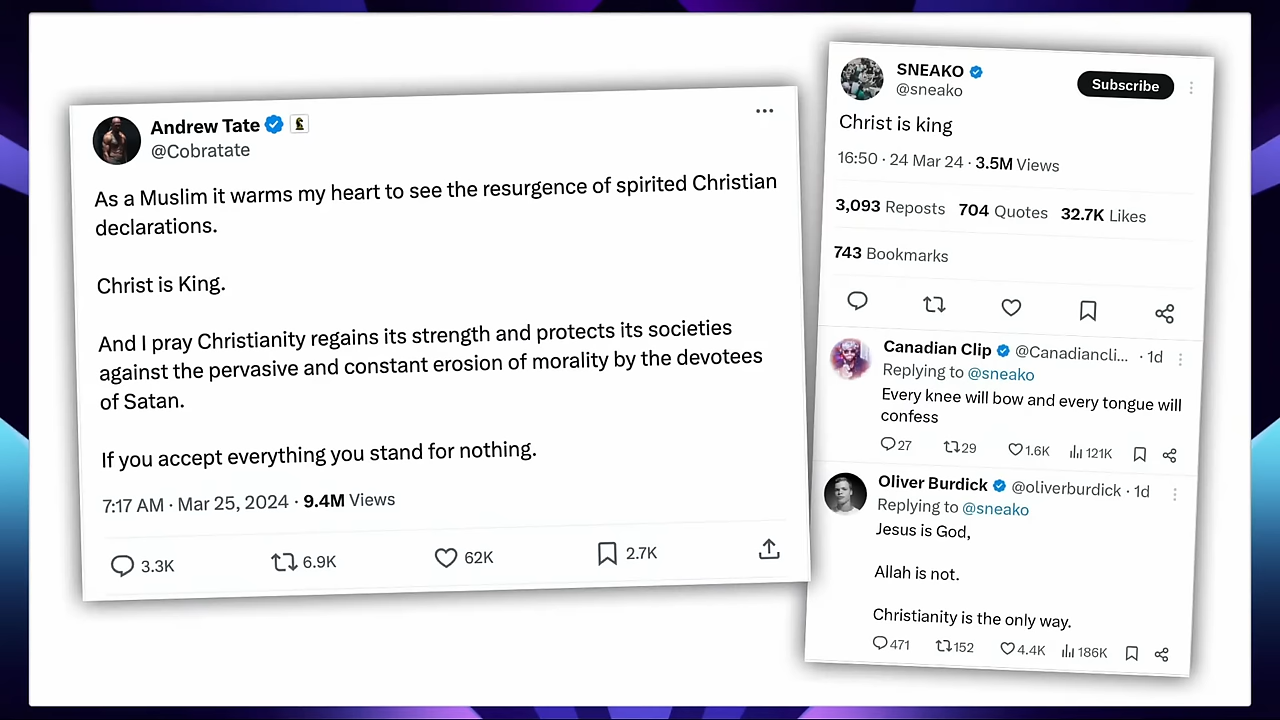 Andrew Tate
@Cobratate
As a Muslim it warms my heart to see the resurgence of spirited Christian
declarations.
Christ is King.
And I pray Christianity regains its strength and protects its societies
against the pervasive and constant erosion of morality by the devotees
of Satan.
If you accept everything you stand for nothing.
7:17 AM · Mar 25, 2024 · 9.4M Views
3.3K 6.9K 62K 2.7K
SNEAKO
@sneako
Subscribe
Christ is king
16:50 · 24 Mar 24 · 3.5M Views
3,093 Reposts 704 Quotes 32.7K Likes
743 Bookmarks
Canadian Clip @Canadiancli... · 1d
Replying to @sneako
Every knee will bow and every tongue will
confess
27 29 1.6K 121K
Oliver Burdick @oliverburdick · 1d
Replying to @sneako
Jesus is God,
Allah is not.
Christianity is the only way.
471 152 4.4K 186K